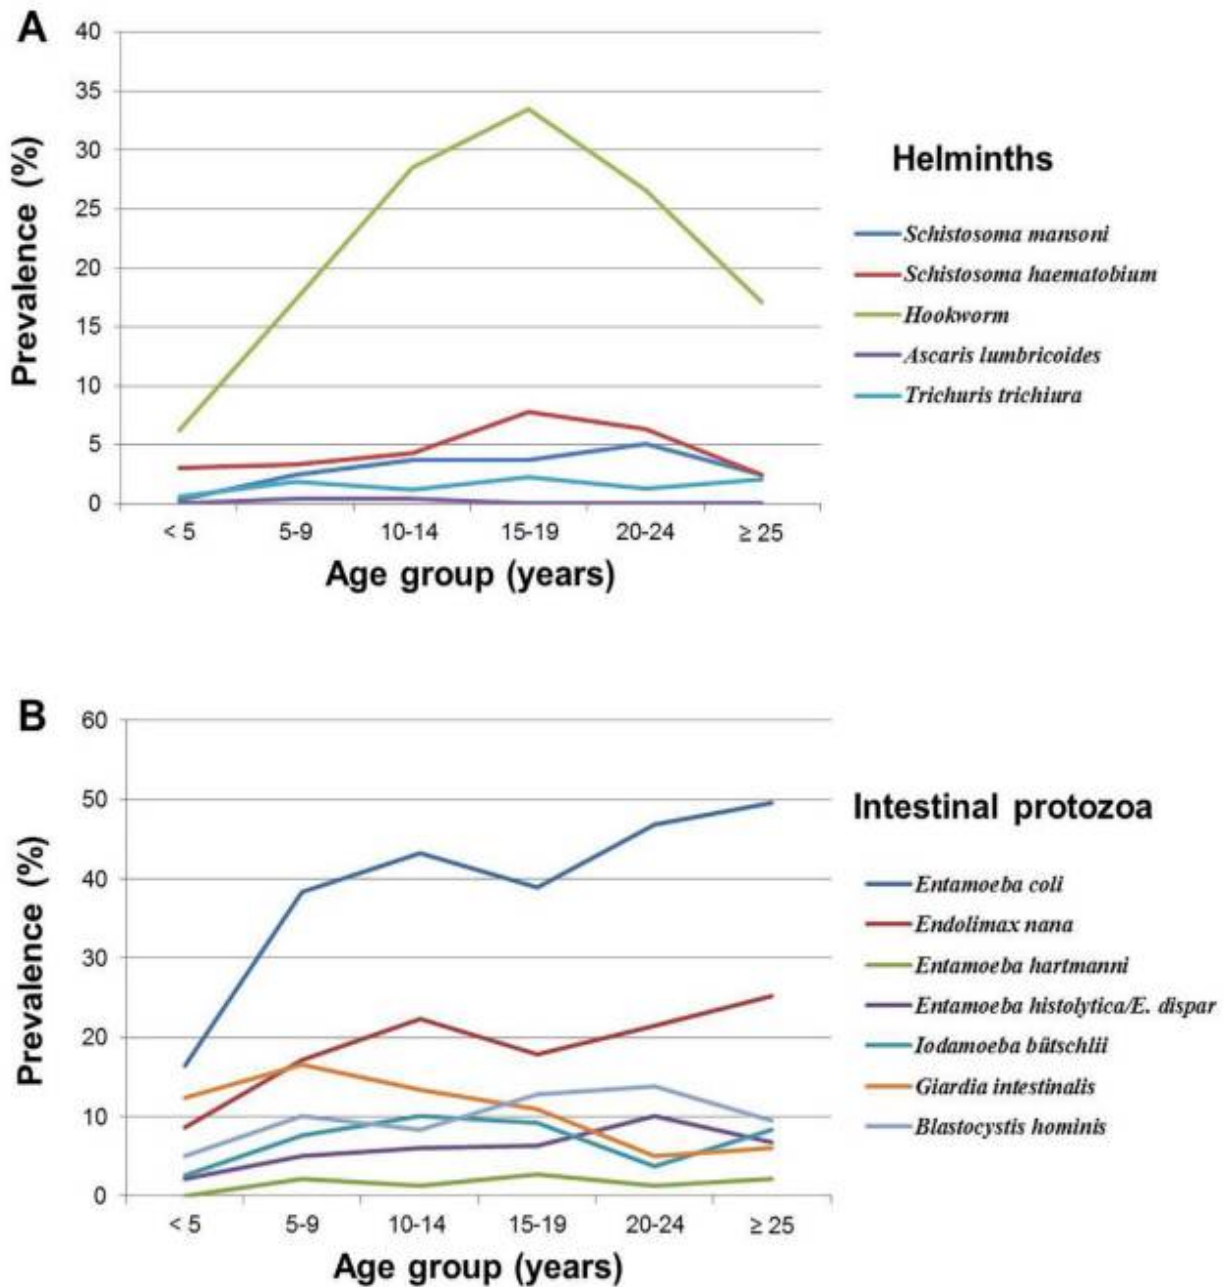 A
40
35
30
25
20
15
10
5
0
Prevalence (%)
< 5 5-9 10-14 15-19 20-24 ≥ 25
Age group (years)
Helminths
Schistosoma mansoni
Schistosoma haematobium
Hookworm
Ascaris lumbricoides
Trichuris trichiura
B
60
50
40
30
20
10
0
Prevalence (%)
< 5 5-9 10-14 15-19 20-24 ≥ 25
Age group (years)
Intestinal protozoa
Entamoeba coli
Endolimax nana
Entamoeba hartmanni
Entamoeba histolytica/E. dispar
Iodamoeba bütschlii
Giardia intestinalis
Blastocystis hominis